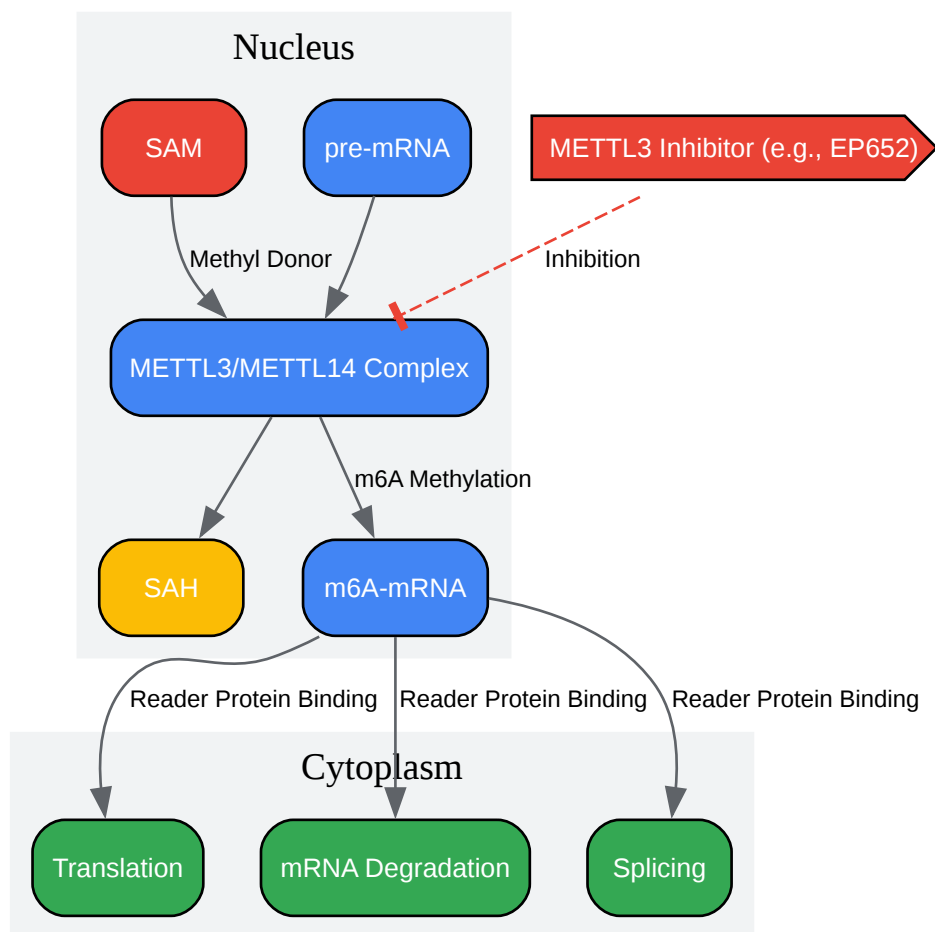 Nucleus
SAM
pre-mRNA
METTL3 Inhibitor (e.g., EP652)
Methyl Donor
Inhibition
METTL3/METTL14 Complex
m6A Methylation
SAH
m6A-mRNA
Reader Protein Binding
Reader Protein Binding
Reader Protein Binding
Cytoplasm
Translation
mRNA Degradation
Splicing